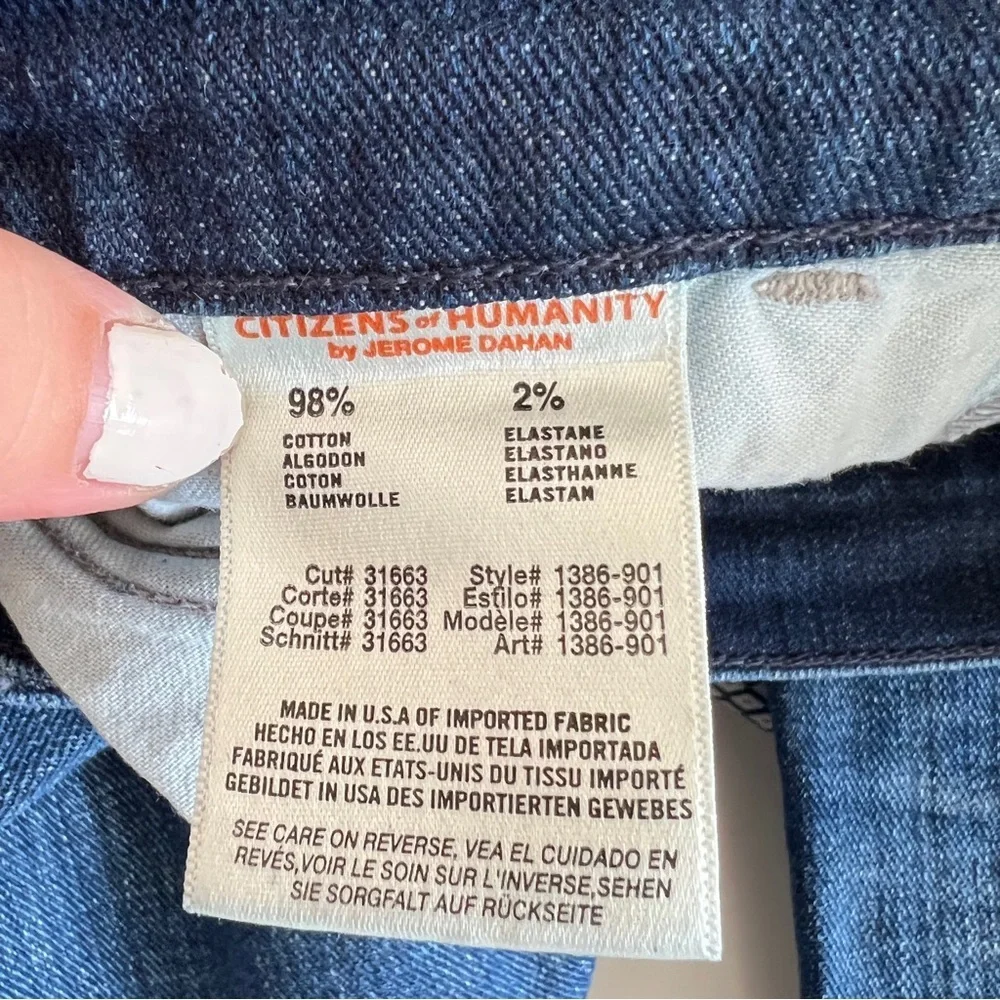 CITIZENS of HUMANITY
by JEROME DAHAN
98% 2%
COTTON ELASTANE
ALGODON ELASTANO
COTON ELASTHANNE
BAUMWOLLE ELASTAN
Cut# 31663 Style# 1386-901
Corte# 31663 Estilo# 1386-901
Coupe# 31663 Modèle# 1386-901
Schnitt# 31663 Art# 1386-901
MADE IN U.S.A OF IMPORTED FABRIC
HECHO EN LOS EE.UU DE TELA IMPORTADA
FABRIQUÉ AUX ETATS-UNIS DU TISSU IMPORTÉ
GEBILDET IN USA DES IMPORTIERTEN GEWEBES
SEE CARE ON REVERSE, VEA EL CUIDADO EN
REVÉS,VOIR LE SOIN SUR L'INVERSE,SEHEN
SIE SORGFALT AUF RÜCKSEITE